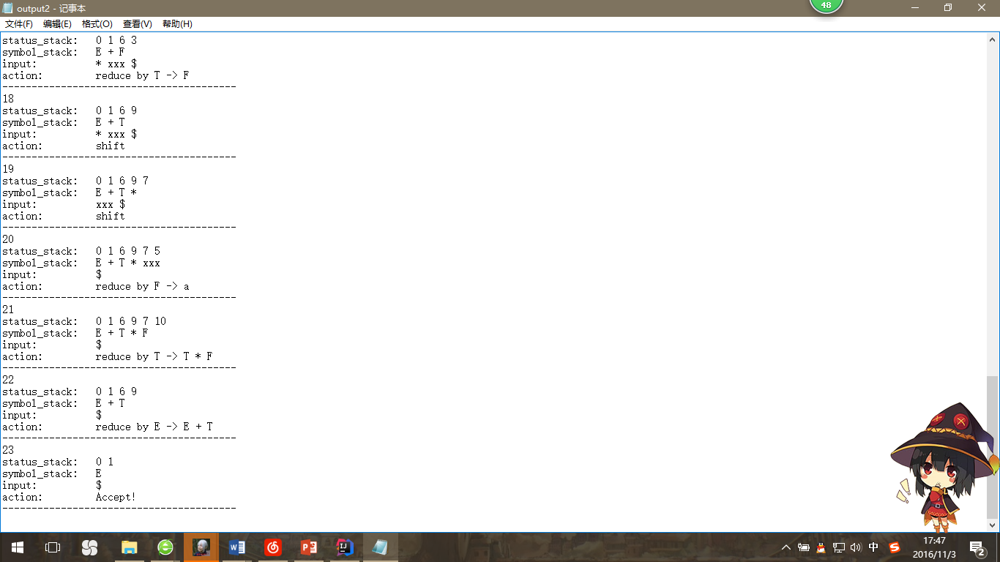 output2 - 记事本
48
文件(F) 编辑(E) 格式(O) 查看(V) 帮助(H)
status_stack: 0 1 6 3
symbol_stack: E + F
input: * xxx $
action: reduce by T -> F
----------------------------------------
18
status_stack: 0 1 6 9
symbol_stack: E + T
input: * xxx $
action: shift
----------------------------------------
19
status_stack: 0 1 6 9 7
symbol_stack: E + T *
input: xxx $
action: shift
----------------------------------------
20
status_stack: 0 1 6 9 7 5
symbol_stack: E + T * xxx
input: $
action: reduce by F -> a
----------------------------------------
21
status_stack: 0 1 6 9 7 10
symbol_stack: E + T * F
input: $
action: reduce by T -> T * F
----------------------------------------
22
status_stack: 0 1 6 9
symbol_stack: E + T
input: $
action: reduce by E -> E + T
----------------------------------------
23
status_stack: 0 1
symbol_stack: E
input: $
action: Accept!
----------------------------------------
中
17:47
2016/11/3
2